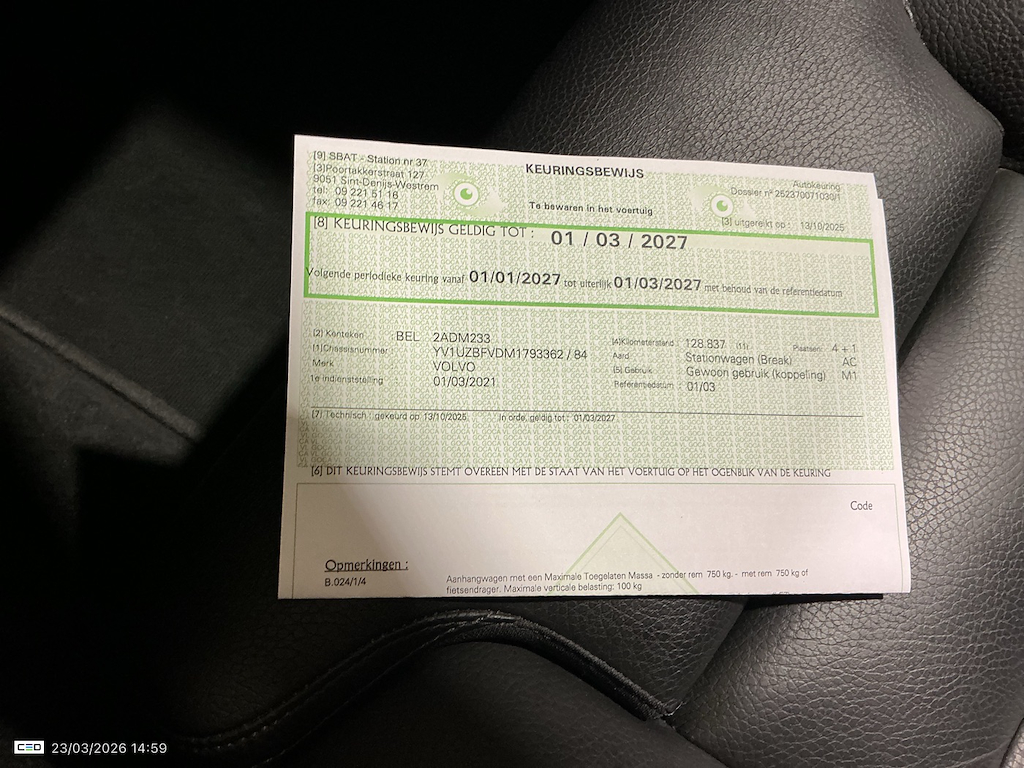 [9] SBAT - Station nr 37
[3]Poortakkerstraat 127
9051 Sint-Denijs-Westrem
tel: 09 221 51 16
fax: 09 221 46 17
KEURINGSBEWIJS
Te bewaren in het voertuig
Autokeuring
Dossier nº 252370071030/1
[3] uitgereikt op : 13/10/2025
[8] KEURINGSBEWIJS GELDIG TOT : 01 / 03 / 2027
Volgende periodieke keuring vanaf 01/01/2027 tot uiterlijk 01/03/2027 met behoud van de referentiedatum
[2] Kenteken : BEL 2ADM233
[1]Chassisnummer : YV1UZBFVDM1793362 / 84
Merk VOLVO
1e indienststelling : 01/03/2021
[4]Kilometerstand : 128.837 (11) Plaatsen: 4 + 1
Aard Stationwagen (Break) AC
[5] Gebruik : Gewoon gebruik (koppeling) M1
Referentiedatum : 01/03
[7] Technisch : gekeurd op 13/10/2025 In orde, geldig tot : 01/03/2027
[6] DIT KEURINGSBEWIJS STEMT OVEREEN MET DE STAAT VAN HET VOERTUIG OP HET OGENBLIK VAN DE KEURING
Code
Opmerkingen :
B.024/1/4
Aanhangwagen met een Maximale Toegelaten Massa - zonder rem 750 kg. - met rem 750 kg of
fietsendrager. Maximale verticale belasting: 100 kg
CEO 23/03/2026 14:59